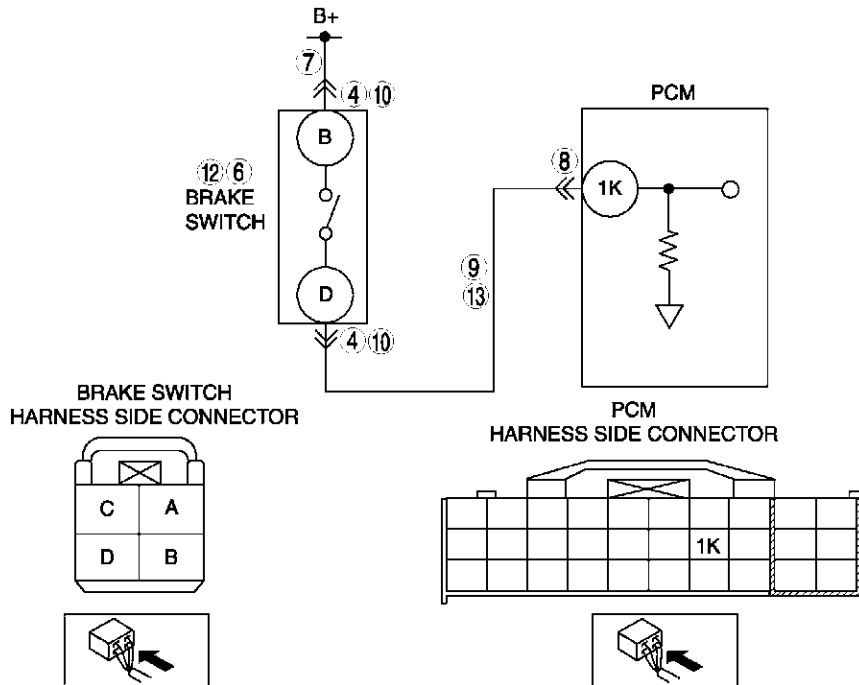 B+
7
4 10
B
12 6
BRAKE
SWITCH
D
4 10
9
13
PCM
8
1K
BRAKE SWITCH
HARNESS SIDE CONNECTOR
C A
D B
PCM
HARNESS SIDE CONNECTOR
1K